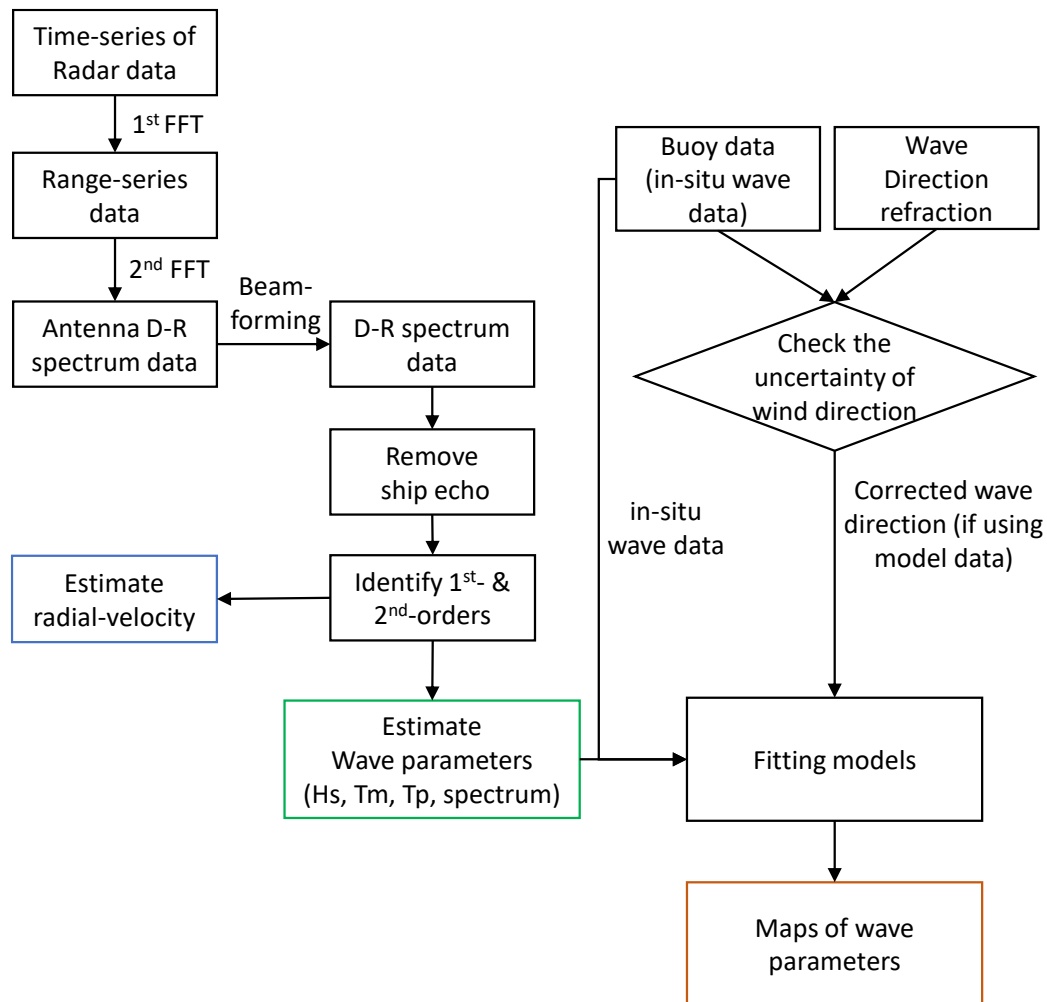 Time-series of
Radar data
1st FFT
Range-series
data
2nd FFT
Antenna D-R
spectrum data
Beam-
forming
D-R spectrum
data
Remove
ship echo
Identify 1st- &
2nd-orders
Estimate
radial-velocity
Estimate
Wave parameters
(Hs, Tm, Tp, spectrum)
Buoy data
(in-situ wave
data)
Wave
Direction
refraction
Check the
uncertainty of
wind direction
in-situ
wave data
Corrected wave
direction (if using
model data)
Fitting models
Maps of wave
parameters